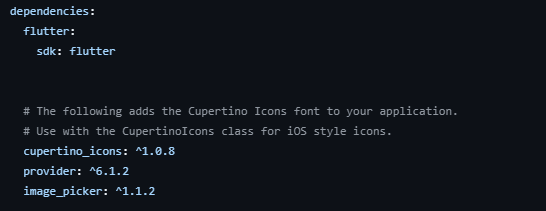 dependencies:
  flutter:
    sdk: flutter
  # The following adds the Cupertino Icons font to your application.
  # Use with the CupertinoIcons class for iOS style icons.
  cupertino_icons: ^1.0.8
  provider: ^6.1.2
  image_picker: ^1.1.2